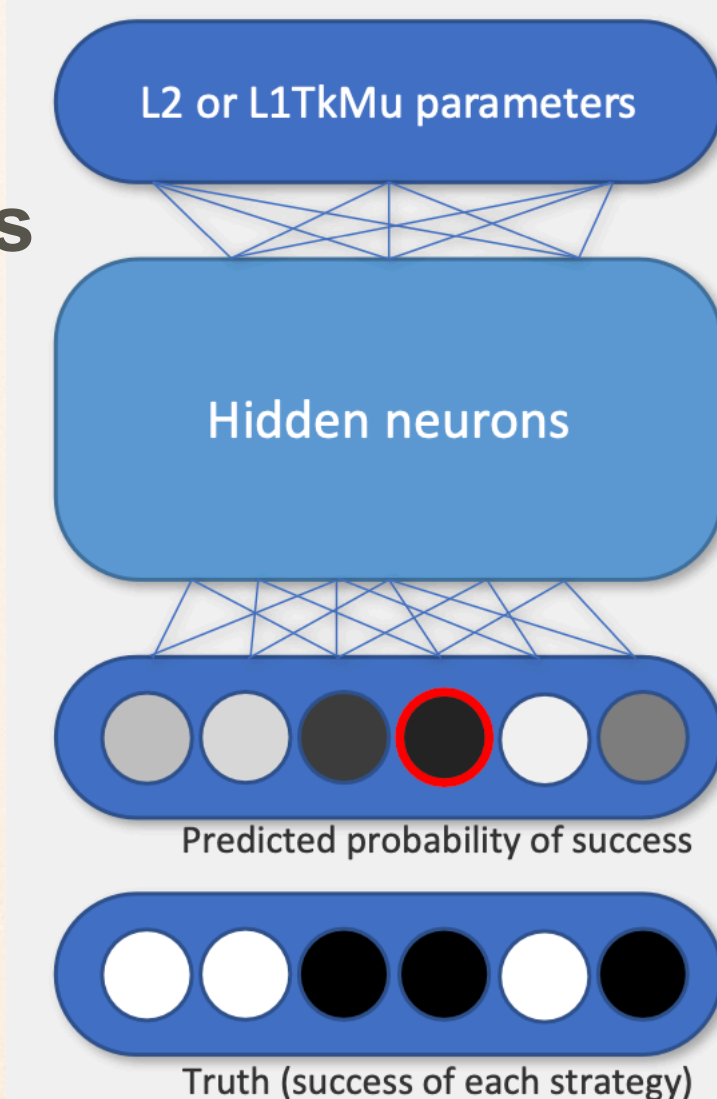 L2 or L1TkMu parameters
s
Hidden neurons
Predicted probability of success
Truth (success of each strategy)